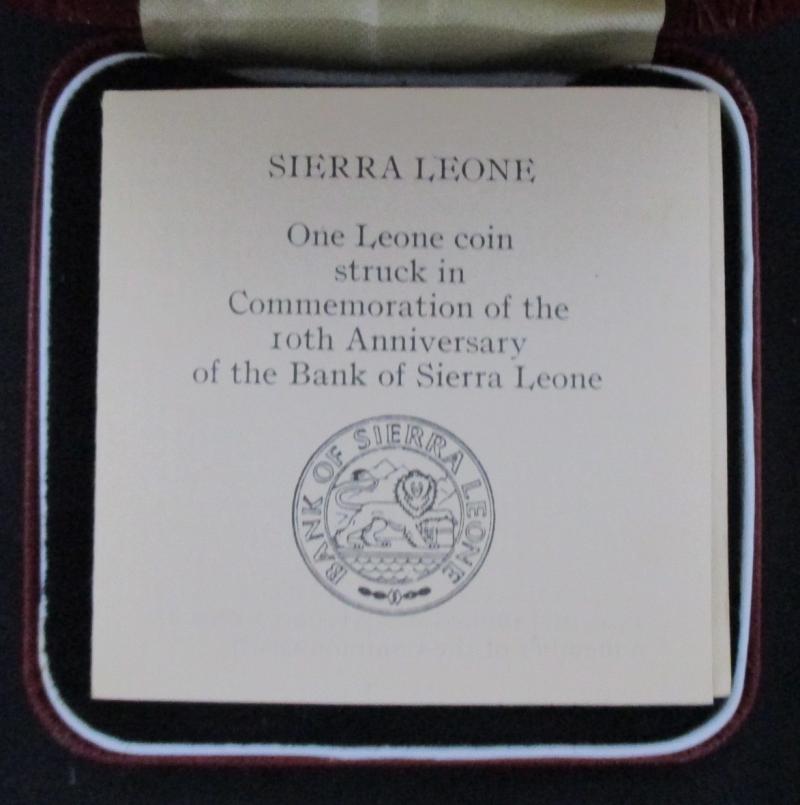 SIERRA LEONE
One Leone coin
struck in
Commemoration of the
10th Anniversary
of the Bank of Sierra Leone
BANK OF SIERRA LEONE